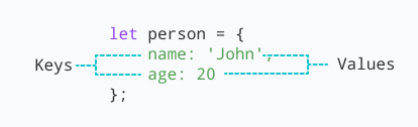 let person = {
name: 'John',
Keys
Values
age: 20
};